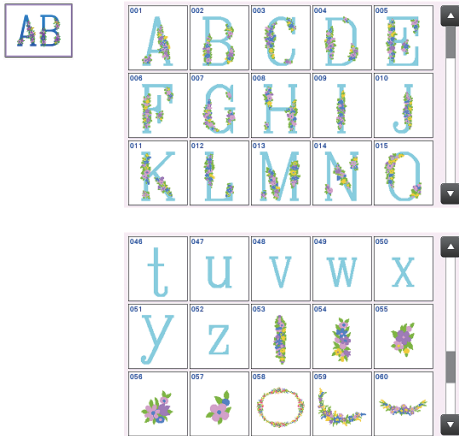 AB
001 002 003 004 005
A B C D E
006 007 008 009 010
F G H I J
011 012 013 014 015
K L M N O
046 047 048 049 050
t u v w x
051 052 053 054 055
y z
056 057 058 059 060